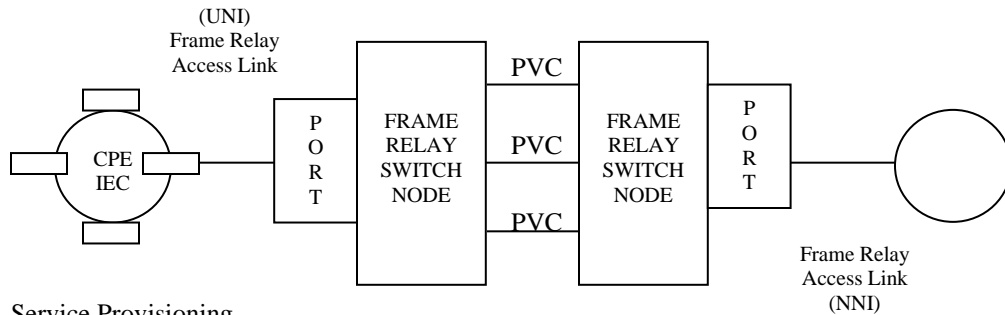 (UNI)
Frame Relay
Access Link
CPE
IEC
P
O
R
T
FRAME
RELAY
SWITCH
NODE
PVC
PVC
PVC
FRAME
RELAY
SWITCH
NODE
P
O
R
T
Frame Relay
Access Link
(NNI)
Service Provisioning